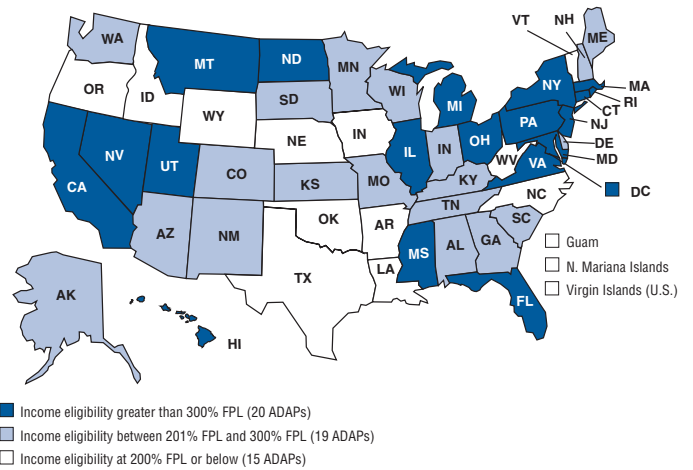 VT
NH
WA
ME
MT
ND
MN
OR
ID
SD
WI
NY
MA
WY
MI
RI
CT
PA
NJ
IN
NE
OH
IL
IN
DE
NV
UT
WV
VA
MD
CO
CA
KS
MO
KY
DC
NC
TN
OK
AR
SC
AZ
NM
MS
AL
GA
Guam
LA
N. Mariana Islands
TX
Virgin Islands (U.S.)
AK
FL
HI
Income eligibility greater than 300% FPL (20 ADAPs)
Income eligibility between 201% FPL and 300% FPL (19 ADAPs)
Income eligibility at 200% FPL or below (15 ADAPs)